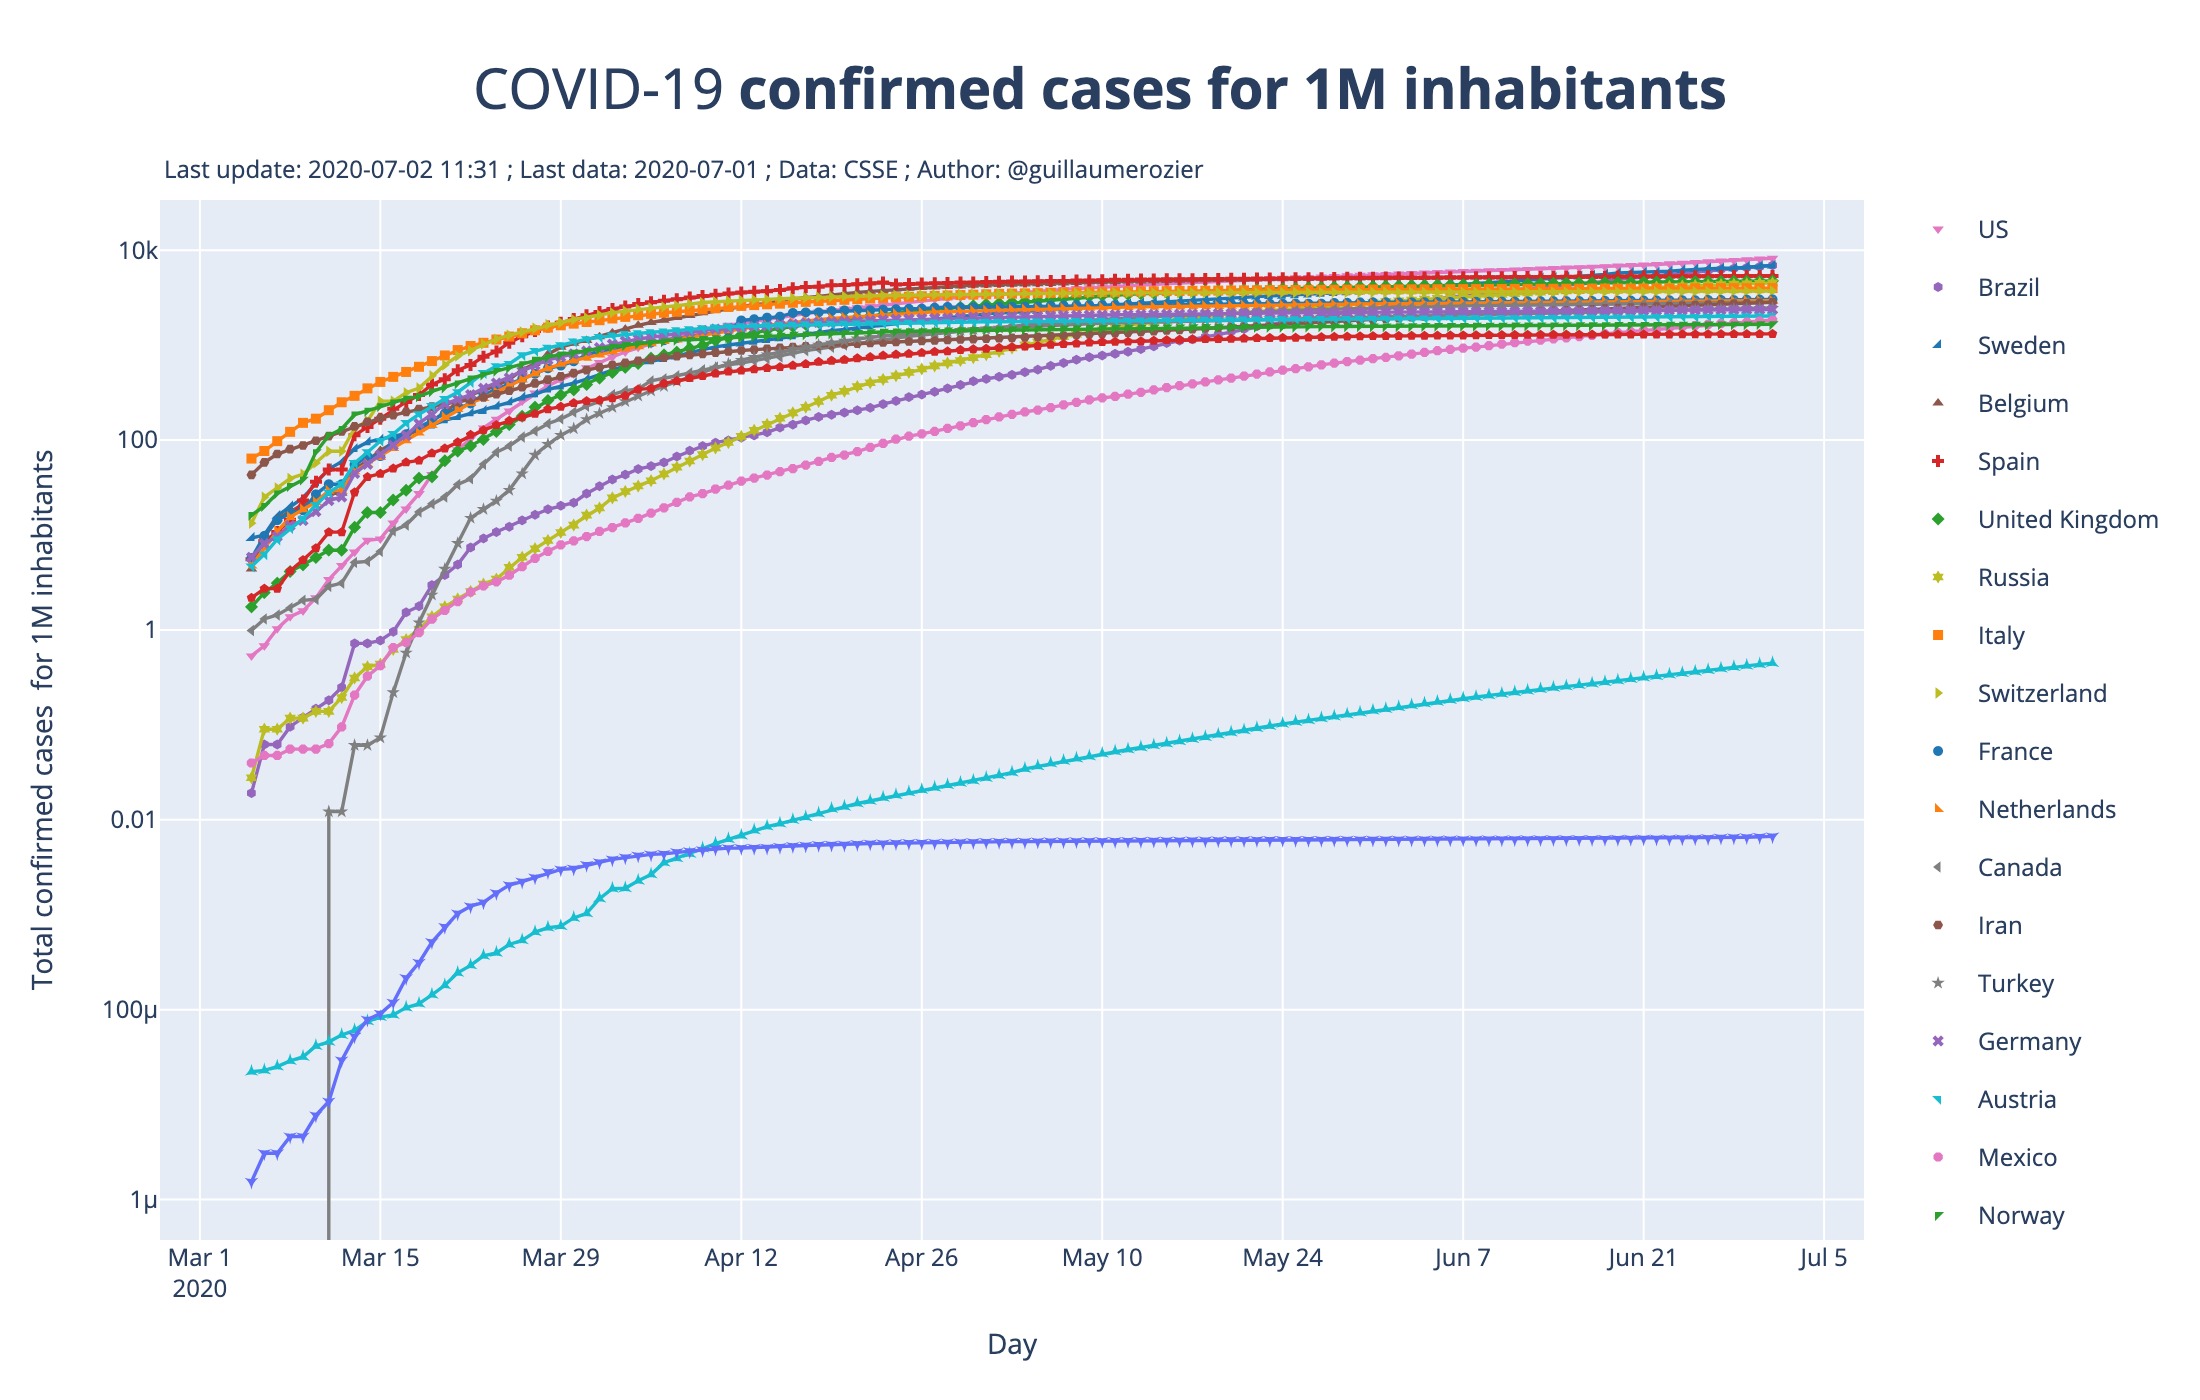 COVID-19 confirmed cases for 1M inhabitants
Last update: 2020-07-02 11:31 ; Last data: 2020-07-01 ; Data: CSSE ; Author: @guillaumerozier
Total confirmed cases for 1M inhabitants
10k
100
1
0.01
100μ
1μ
Mar 1
2020
Mar 15
Mar 29
Apr 12
Apr 26
May 10
May 24
Jun 7
Jun 21
Jul 5
Day
US
Brazil
Sweden
Belgium
Spain
United Kingdom
Russia
Italy
Switzerland
France
Netherlands
Canada
Iran
Turkey
Germany
Austria
Mexico
Norway